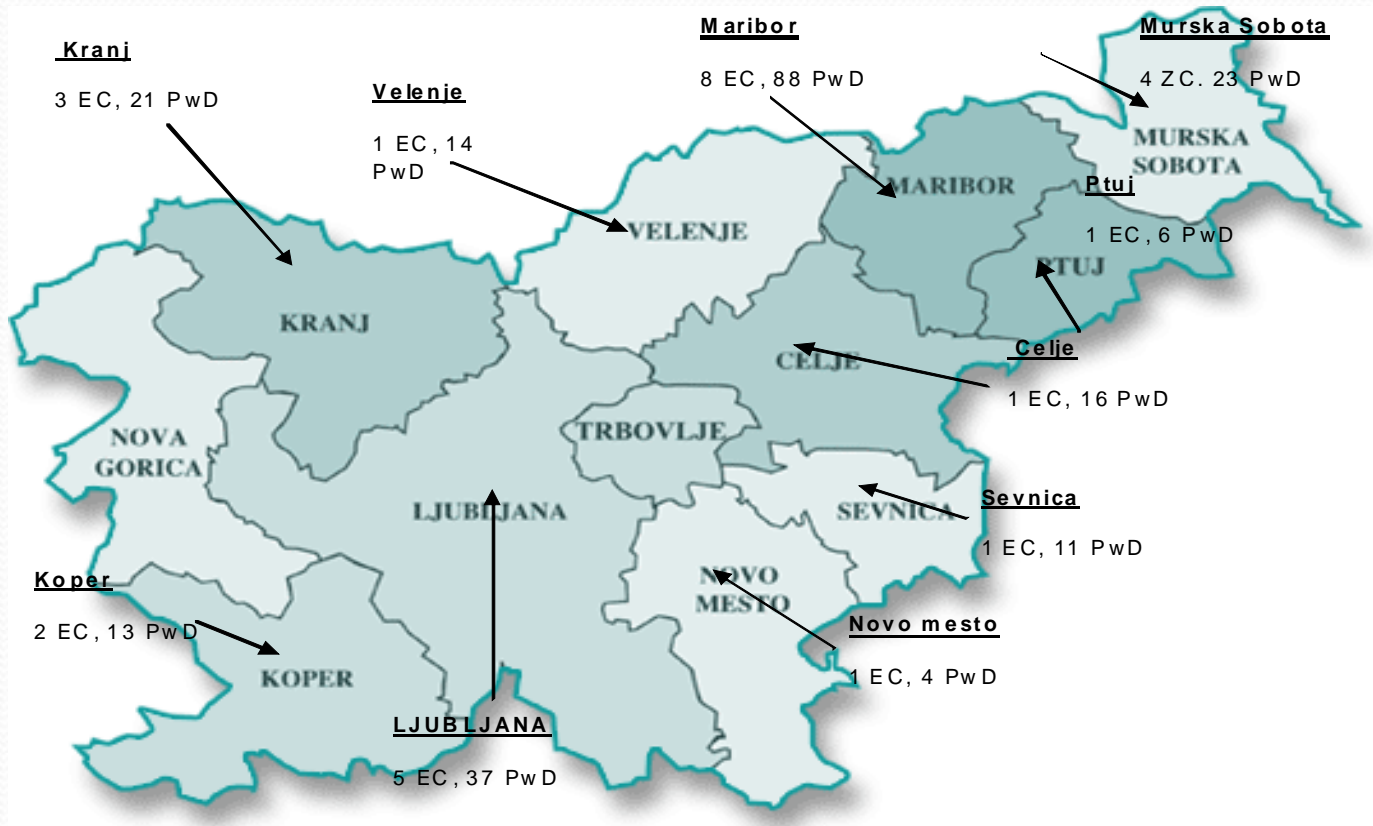 Kranj
3 EC, 21 PwD
Velenje
1 EC, 14
PwD
Maribor
8 EC, 88 PwD
Murska Sobota
4 ZC. 23 PwD
MURSKA
SOBOTA
MARIBOR
Ptuj
1 EC, 6 PwD
PTUJ
VELENJE
KRANJ
CELJE
Celje
1 EC, 16 PwD
TRBOVLJE
NOVA
GORICA
LJUBLJANA
SEVNICA
Sevnica
1 EC, 11 PwD
NOVO
MESTO
Novo mesto
1 EC, 4 PwD
Koper
2 EC, 13 PwD
KOPER
LJUBLJANA
5 EC, 37 PwD